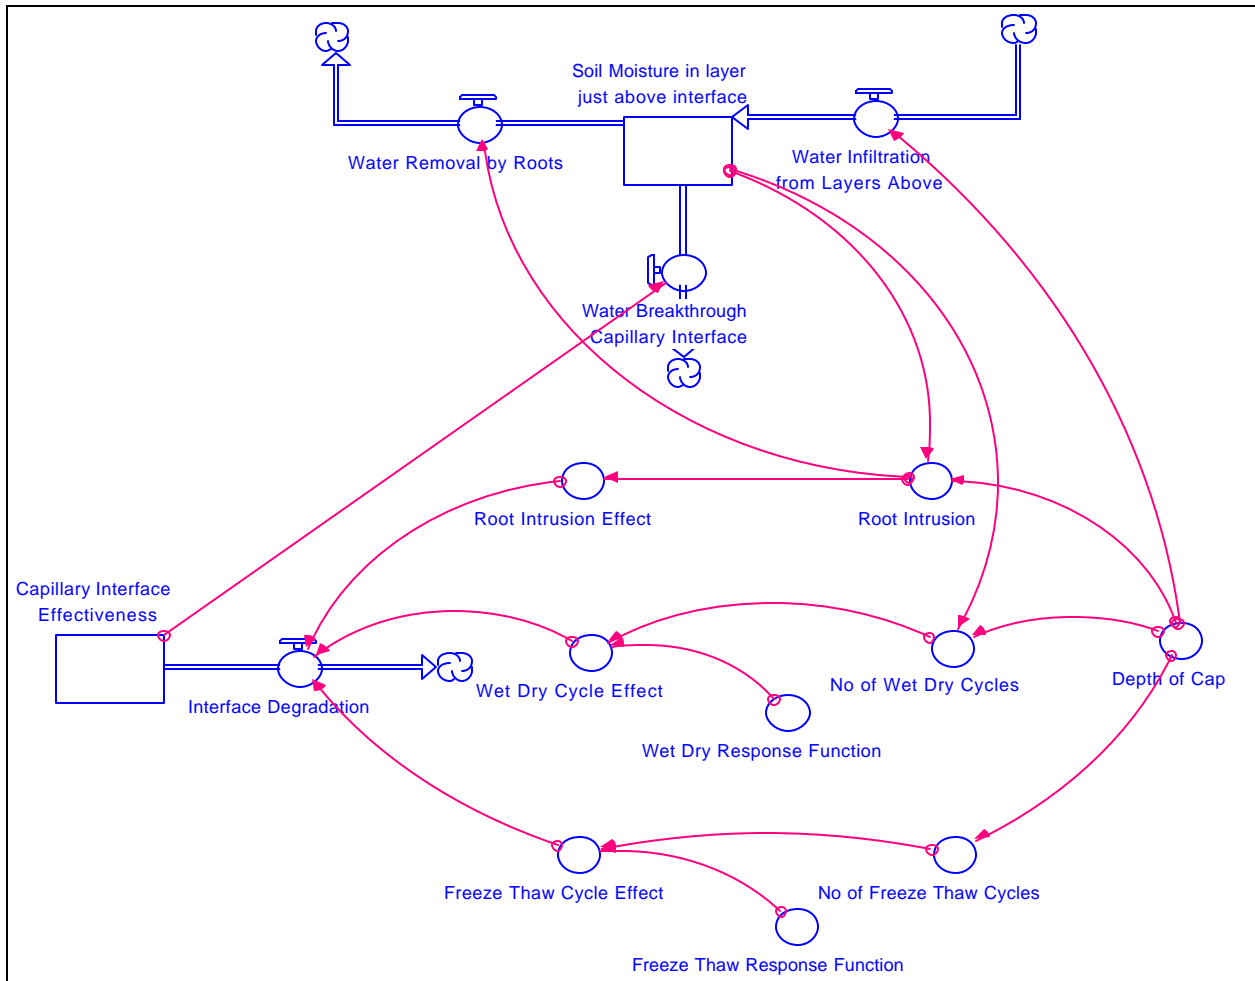 Soil Moisture in layer
just above interface
Water Removal by Roots
Water Infiltration
from Layers Above
Water Breakthrough
Capillary Interface
Root Intrusion Effect
Root Intrusion
Capillary Interface
Effectiveness
Interface Degradation
Wet Dry Cycle Effect
No of Wet Dry Cycles
Depth of Cap
Wet Dry Response Function
Freeze Thaw Cycle Effect
No of Freeze Thaw Cycles
Freeze Thaw Response Function